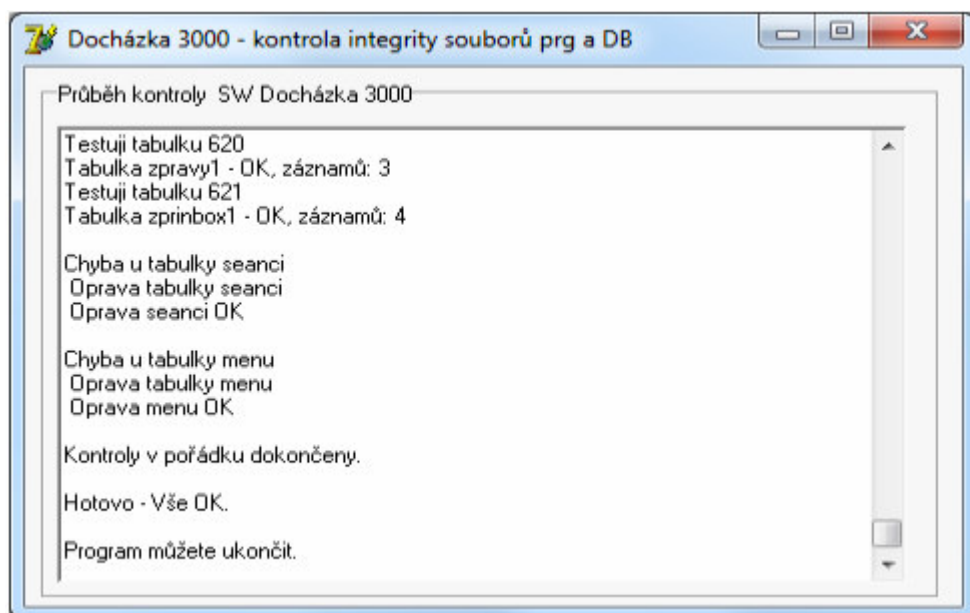 Docházka 3000 - kontrola integrity souborů prg a DB
Průběh kontroly SW Docházka 3000
Testuji tabulku 620
Tabulka zpravy1 - OK, záznamů: 3
Testuji tabulku 621
Tabulka zprinbox1 - OK, záznamů: 4
Chyba u tabulky seanci
Oprava tabulky seanci
Oprava seanci OK
Chyba u tabulky menu
Oprava tabulky menu
Oprava menu OK
Kontroly v pořádku dokončeny.
Hotovo - Vše OK.
Program můžete ukončit.